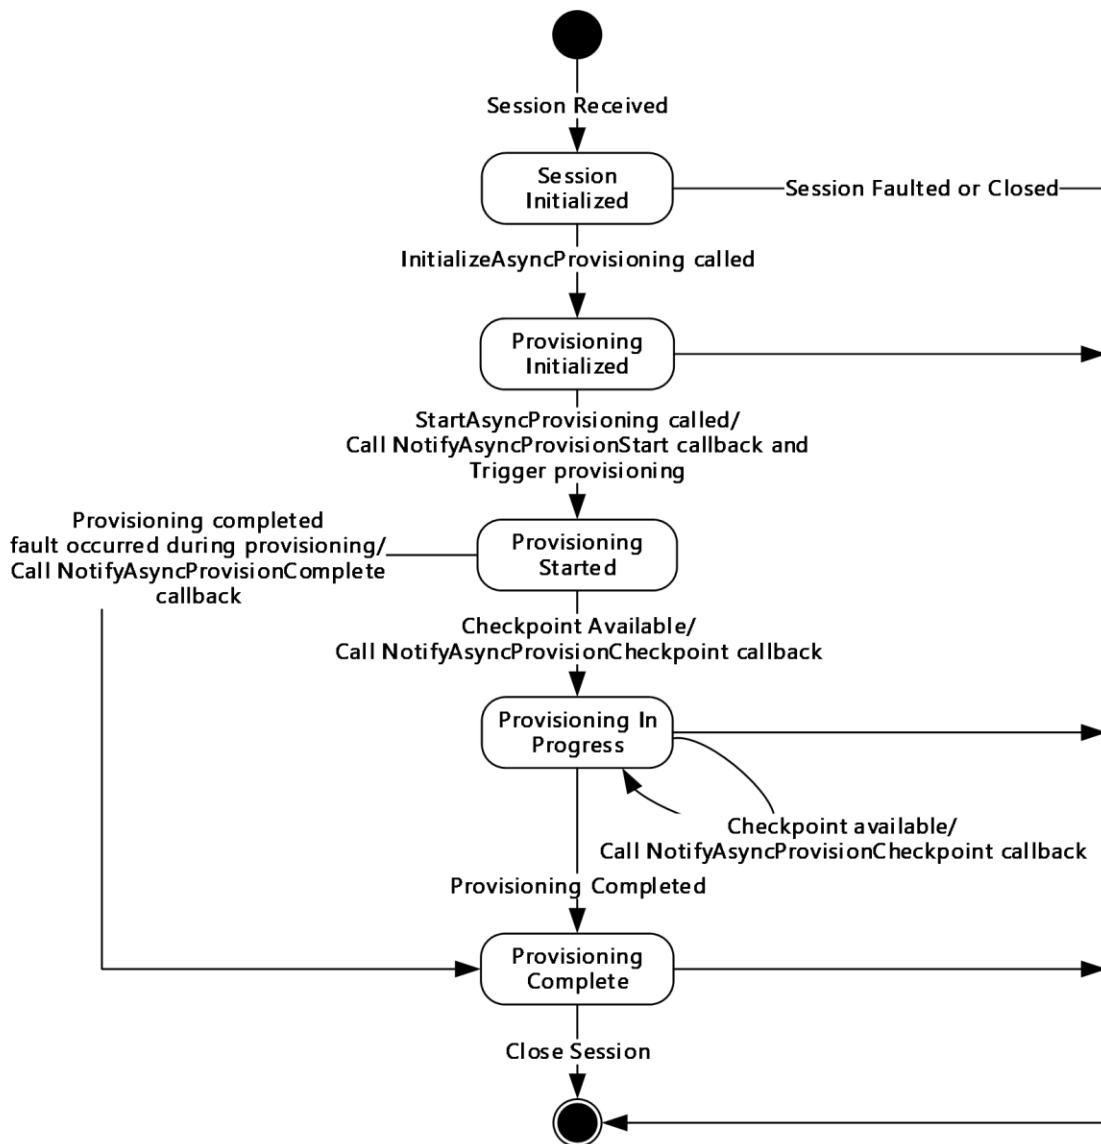 Session Received
Session
Initialized
Session Faulted or Closed
InitializeAsyncProvisioning called
Provisioning
Initialized
StartAsyncProvisioning called/
Call NotifyAsyncProvisionStart callback and
Trigger provisioning
Provisioning completed
fault occurred during provisioning/
Call NotifyAsyncProvisionComplete
callback
Provisioning
Started
Checkpoint Available/
Call NotifyAsyncProvisionCheckpoint callback
Provisioning In
Progress
Checkpoint available/
Call NotifyAsyncProvisionCheckpoint callback
Provisioning Completed
Provisioning
Complete
Close Session